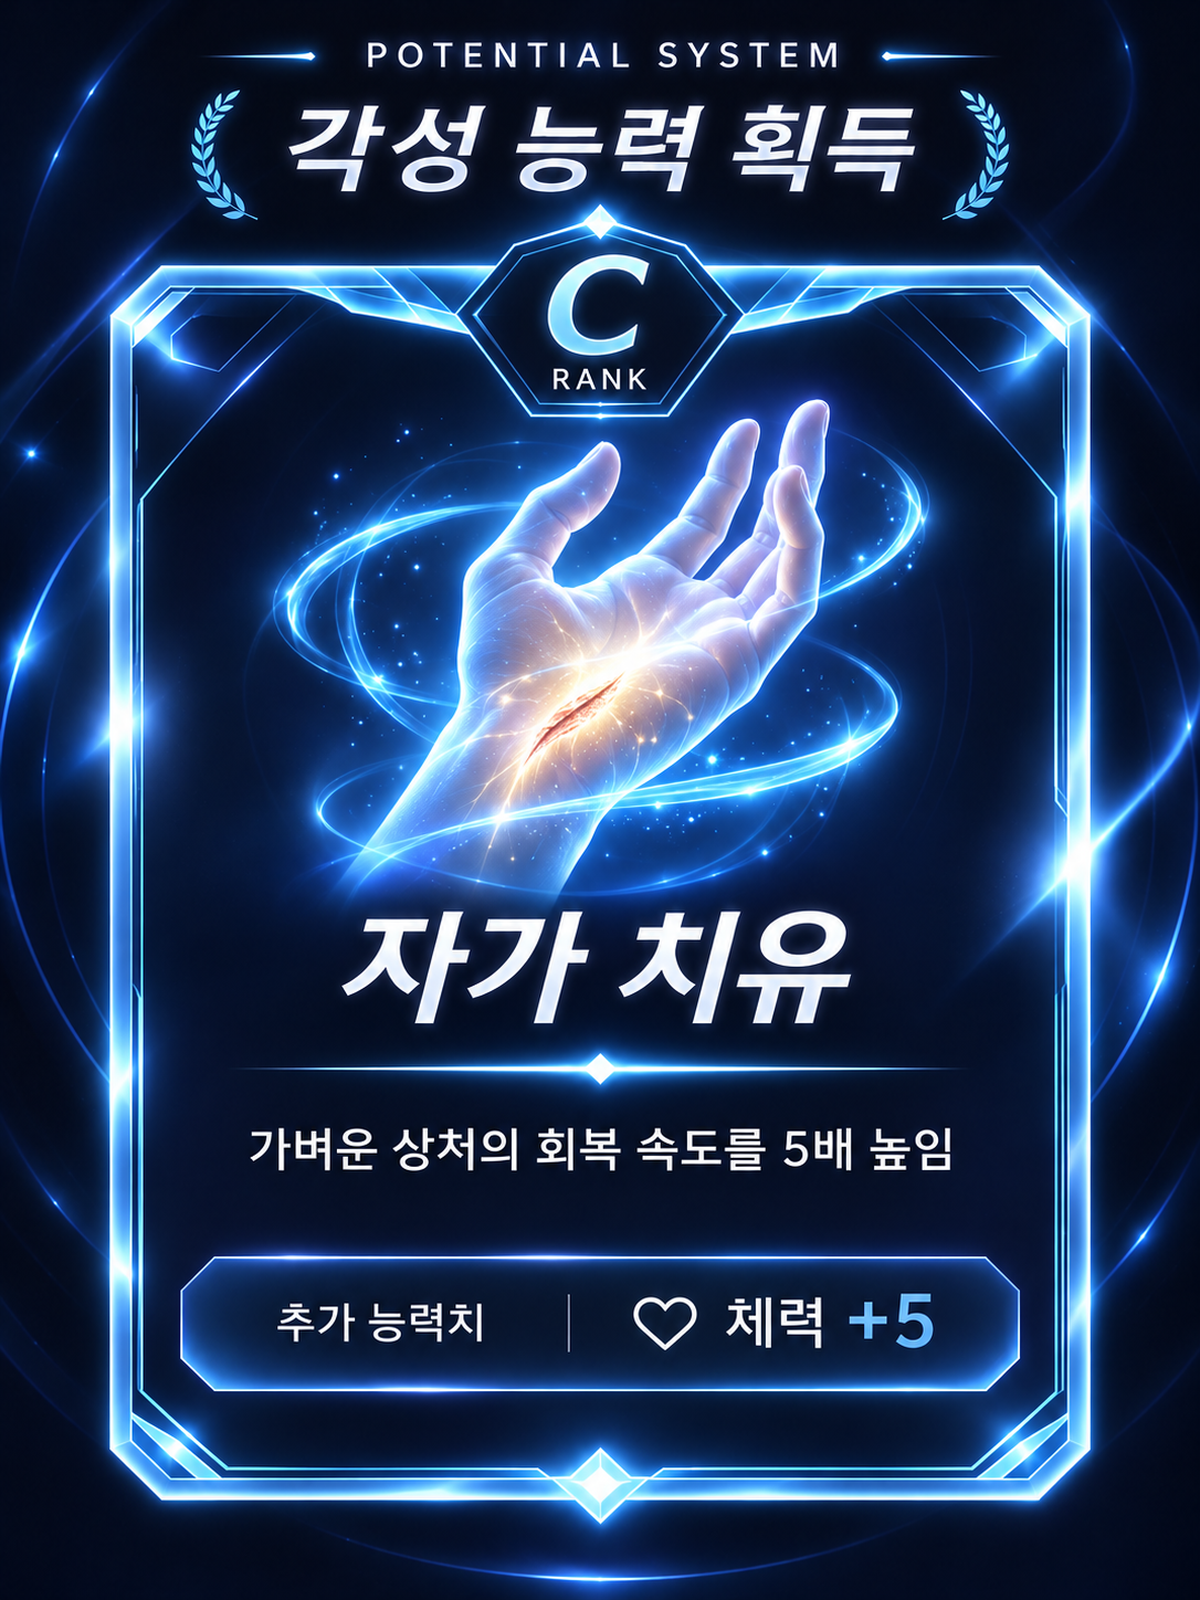 POTENTIAL SYSTEM
각성 능력 획득
C
RANK
자가 치유
가벼운 상처의 회복 속도를 5배 높임
추가 능력치
체력 +5